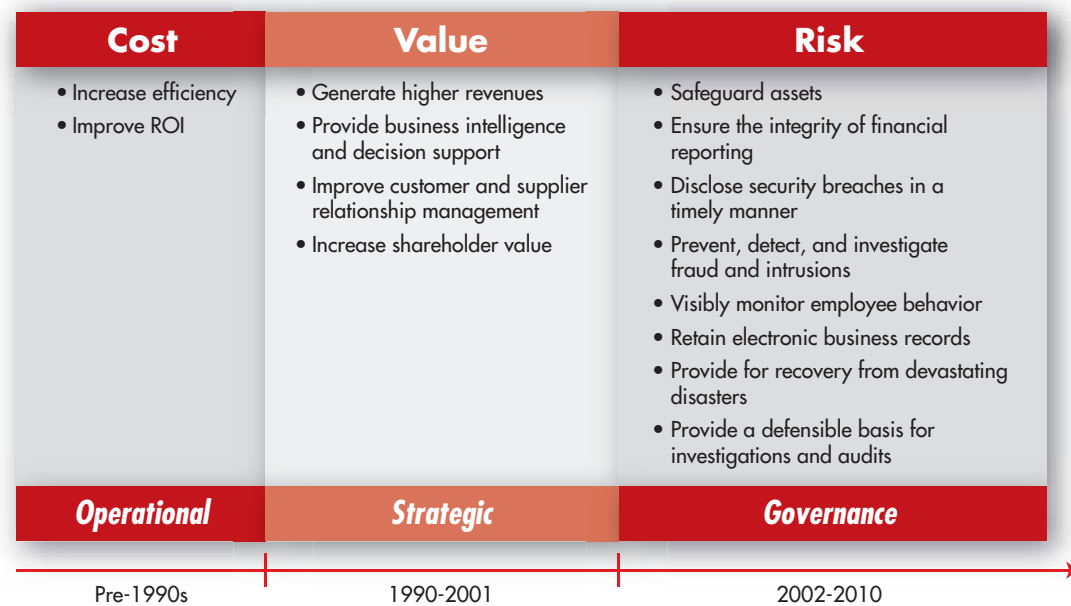 Cost
• Increase efficiency
• Improve ROI
Operational
Pre-1990s
Value
• Generate higher revenues
• Provide business intelligence
and decision support
• Improve customer and supplier
relationship management
• Increase shareholder value
Strategic
1990-2001
Risk
• Safeguard assets
• Ensure the integrity of financial
reporting
• Disclose security breaches in a
timely manner
• Prevent, detect, and investigate
fraud and intrusions
• Visibly monitor employee behavior
• Retain electronic business records
• Provide for recovery from devastating
disasters
• Provide a defensible basis for
investigations and audits
Governance
2002-2010